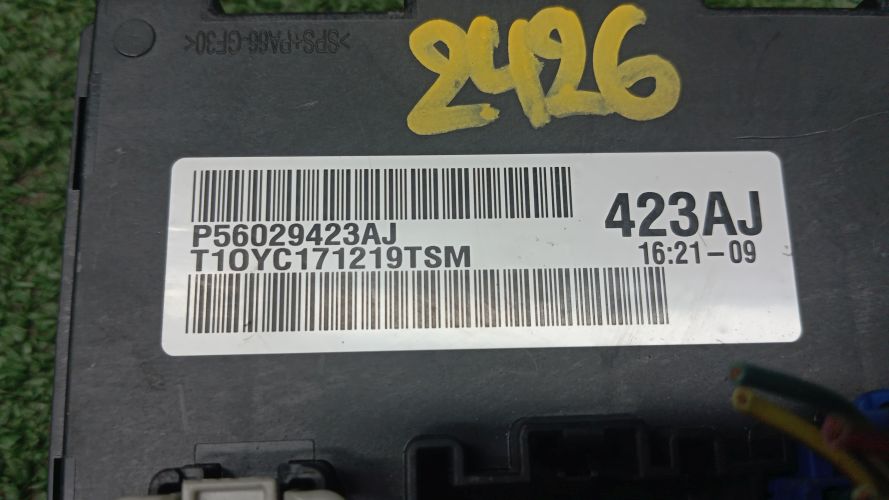 >SPS+PA66-GF30<
2426
P56029423AJ
423AJ
T10YC171219TSM
16:21-09